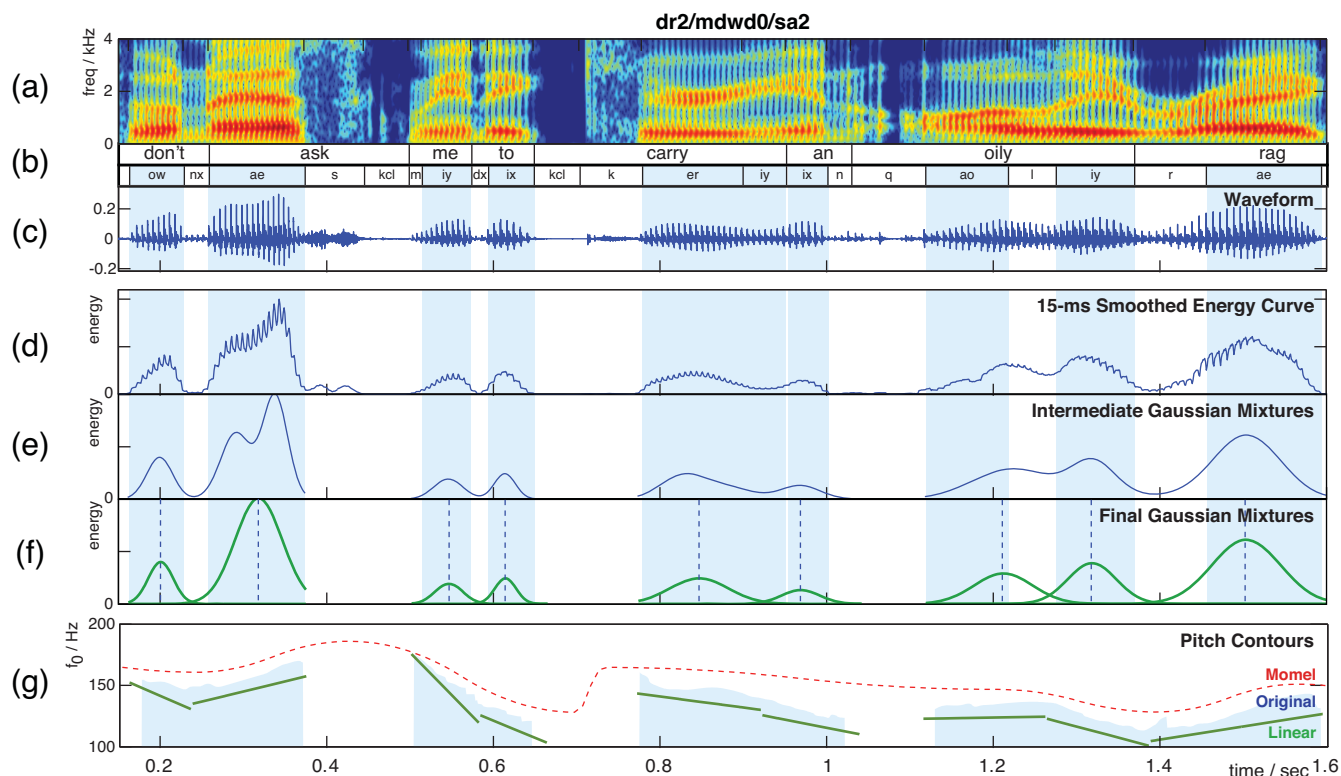 dr2/mdwd0/sa2
(a)
freq / kHz
4
2
0
(b)
don't ask me to carry an oily rag
ow nx ae s kcl m iy dx ix kcl k er iy ix n q ao l iy r ae
(c)
0.2
0
-0.2
Waveform
(d)
energy
0
15-ms Smoothed Energy Curve
(e)
energy
0
Intermediate Gaussian Mixtures
(f)
energy
0
Final Gaussian Mixtures
(g)
f0 / Hz
200
150
100
Pitch Contours
Momel
Original
Linear
0.2 0.4 0.6 0.8 1 1.2 1.4 time / sec 1.6